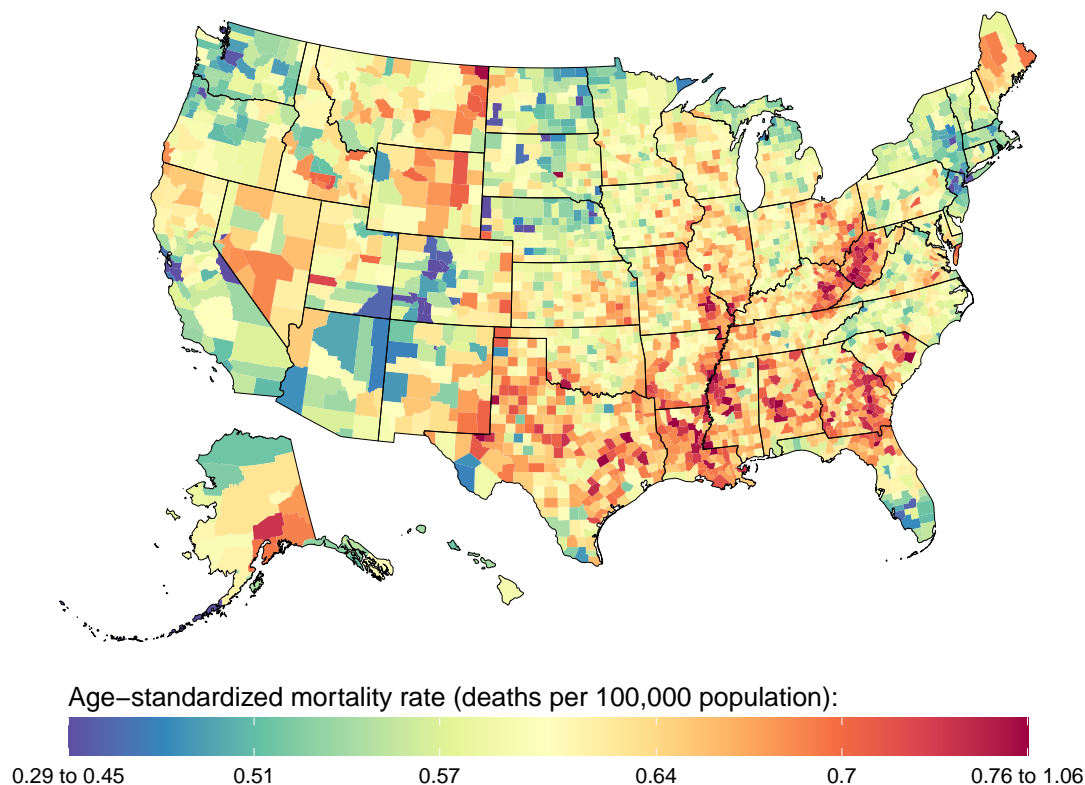 Age−standardized mortality rate (deaths per 100,000 population):
0.29 to 0.45 0.51 0.57 0.64 0.7 0.76 to 1.06